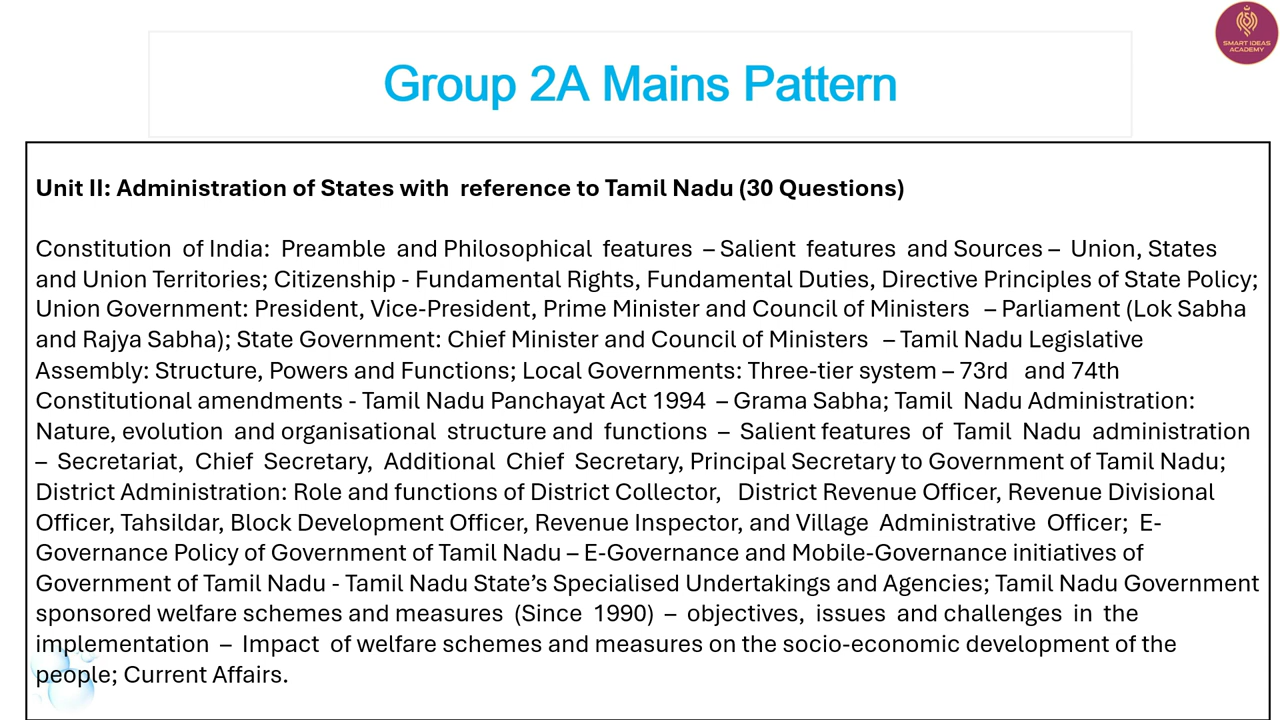 SMART IDEAS
ACADEMY
Group 2A Mains Pattern
Unit II: Administration of States with reference to Tamil Nadu (30 Questions)
Constitution of India: Preamble and Philosophical features – Salient features and Sources – Union, States
and Union Territories; Citizenship - Fundamental Rights, Fundamental Duties, Directive Principles of State Policy;
Union Government: President, Vice-President, Prime Minister and Council of Ministers – Parliament (Lok Sabha
and Rajya Sabha); State Government: Chief Minister and Council of Ministers – Tamil Nadu Legislative
Assembly: Structure, Powers and Functions; Local Governments: Three-tier system – 73rd and 74th
Constitutional amendments - Tamil Nadu Panchayat Act 1994 – Grama Sabha; Tamil Nadu Administration:
Nature, evolution and organisational structure and functions – Salient features of Tamil Nadu administration
– Secretariat, Chief Secretary, Additional Chief Secretary, Principal Secretary to Government of Tamil Nadu;
District Administration: Role and functions of District Collector, District Revenue Officer, Revenue Divisional
Officer, Tahsildar, Block Development Officer, Revenue Inspector, and Village Administrative Officer; E-
Governance Policy of Government of Tamil Nadu – E-Governance and Mobile-Governance initiatives of
Government of Tamil Nadu - Tamil Nadu State’s Specialised Undertakings and Agencies; Tamil Nadu Government
sponsored welfare schemes and measures (Since 1990) – objectives, issues and challenges in the
implementation – Impact of welfare schemes and measures on the socio-economic development of the
people; Current Affairs.